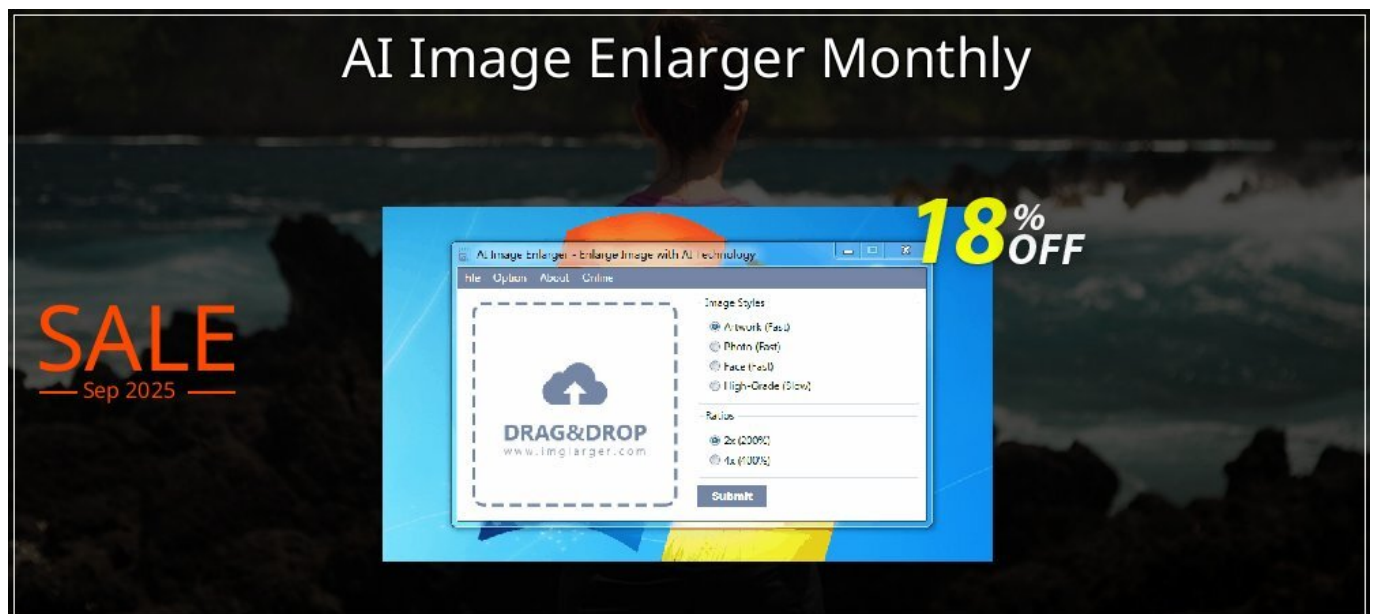 AI Image Enlarger Monthly
18% OFF
AI Image Enlarger - Enlarge Image with AI Technology
File Option About Online
Image Styles
Artwork (Fast)
Photo (Fast)
Face (Fast)
High-Grade (Slow)
SALE
Sep 2025
DRAG&DROP
www.imglarger.com
Ratios
2x (200%)
4x (400%)
Submit